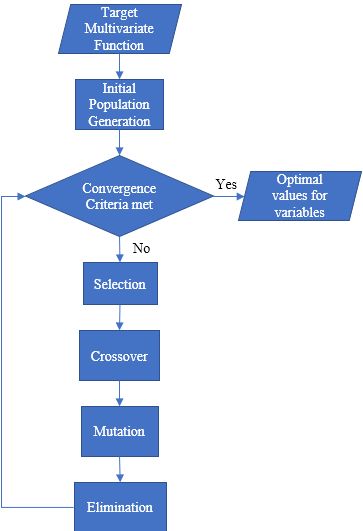 Target
Multivariate
Function
Initial
Population
Generation
Convergence
Criteria met
Yes
Optimal
values for
variables
No
Selection
Crossover
Mutation
Elimination